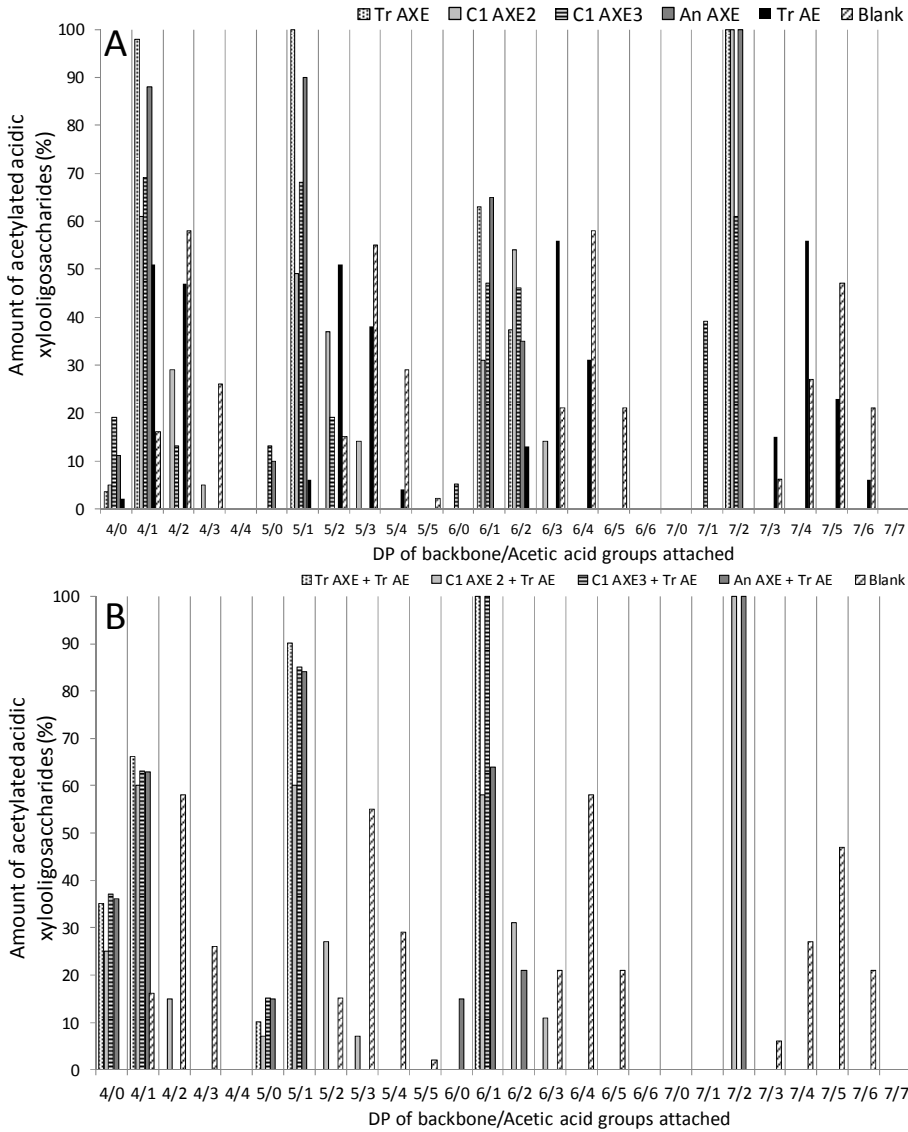 Tr AXE C1 AXE2 C1 AXE3 An AXE Tr AE Blank
A
Amount of acetylated acidic
xylooligosaccharides (%)
100
90
80
70
60
50
40
30
20
10
0
4/0 4/1 4/2 4/3 4/4 5/0 5/1 5/2 5/3 5/4 5/5 6/0 6/1 6/2 6/3 6/4 6/5 6/6 7/0 7/1 7/2 7/3 7/4 7/5 7/6 7/7
DP of backbone/Acetic acid groups attached
Tr AXE + Tr AE C1 AXE 2 + Tr AE C1 AXE3 + Tr AE An AXE + Tr AE Blank
B
Amount of acetylated acidic
xylooligosaccharides (%)
100
90
80
70
60
50
40
30
20
10
0
4/0 4/1 4/2 4/3 4/4 5/0 5/1 5/2 5/3 5/4 5/5 6/0 6/1 6/2 6/3 6/4 6/5 6/6 7/0 7/1 7/2 7/3 7/4 7/5 7/6 7/7
DP of backbone/Acetic acid groups attached